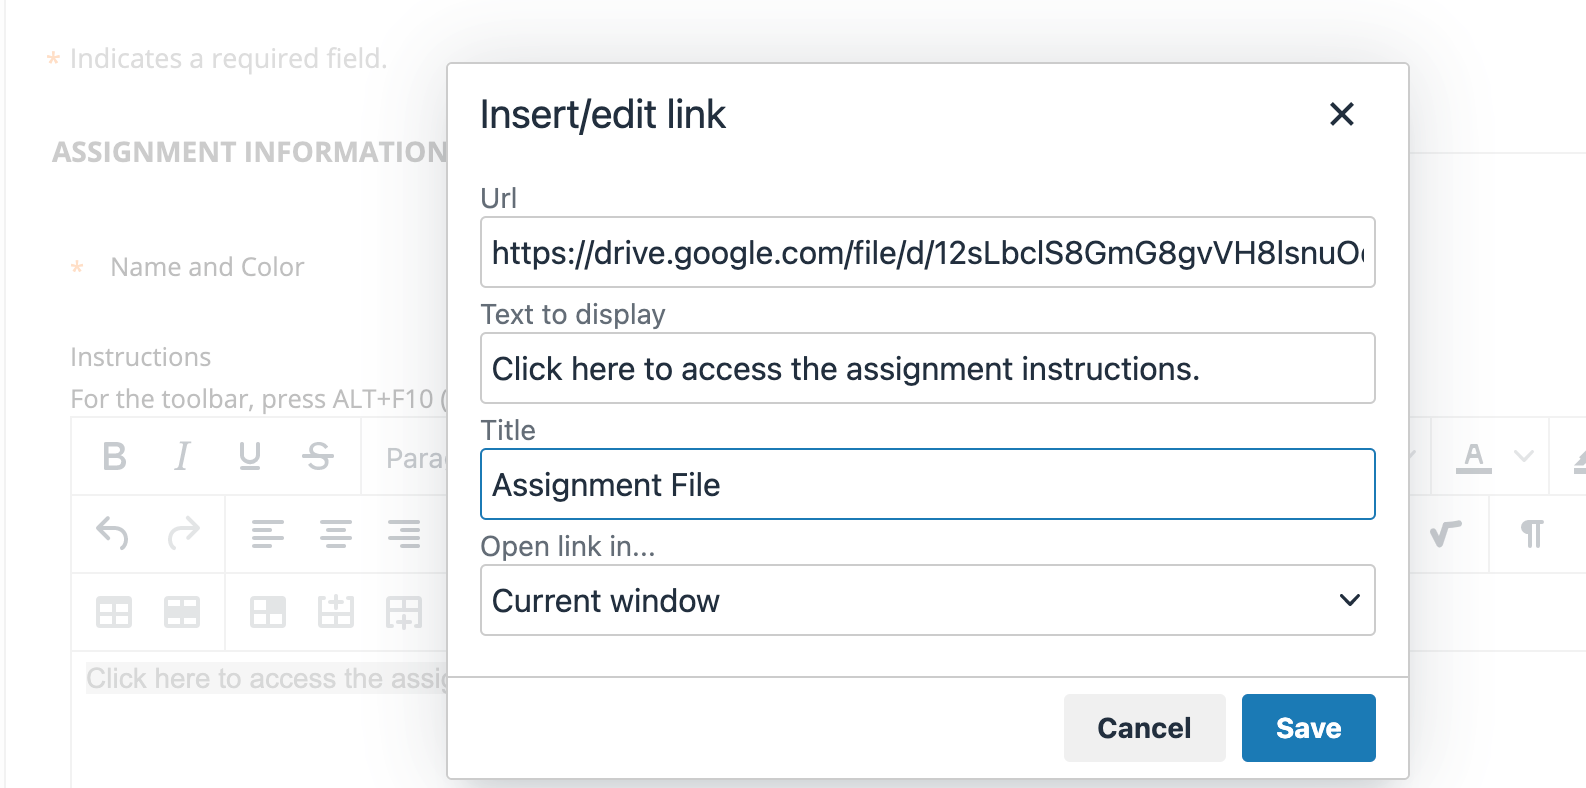 * Indicates a required field.
Insert/edit link
ASSIGNMENT INFORMATION
Url
https://drive.google.com/file/d/12sLbclS8GmG8gvVH8lsnuO
* Name and Color
Text to display
Click here to access the assignment instructions.
Instructions
For the toolbar, press ALT+F10 (
Title
B I U S Para
A
Assignment File
Open link in...
¶
Current window
Click here to access the assig
Cancel
Save